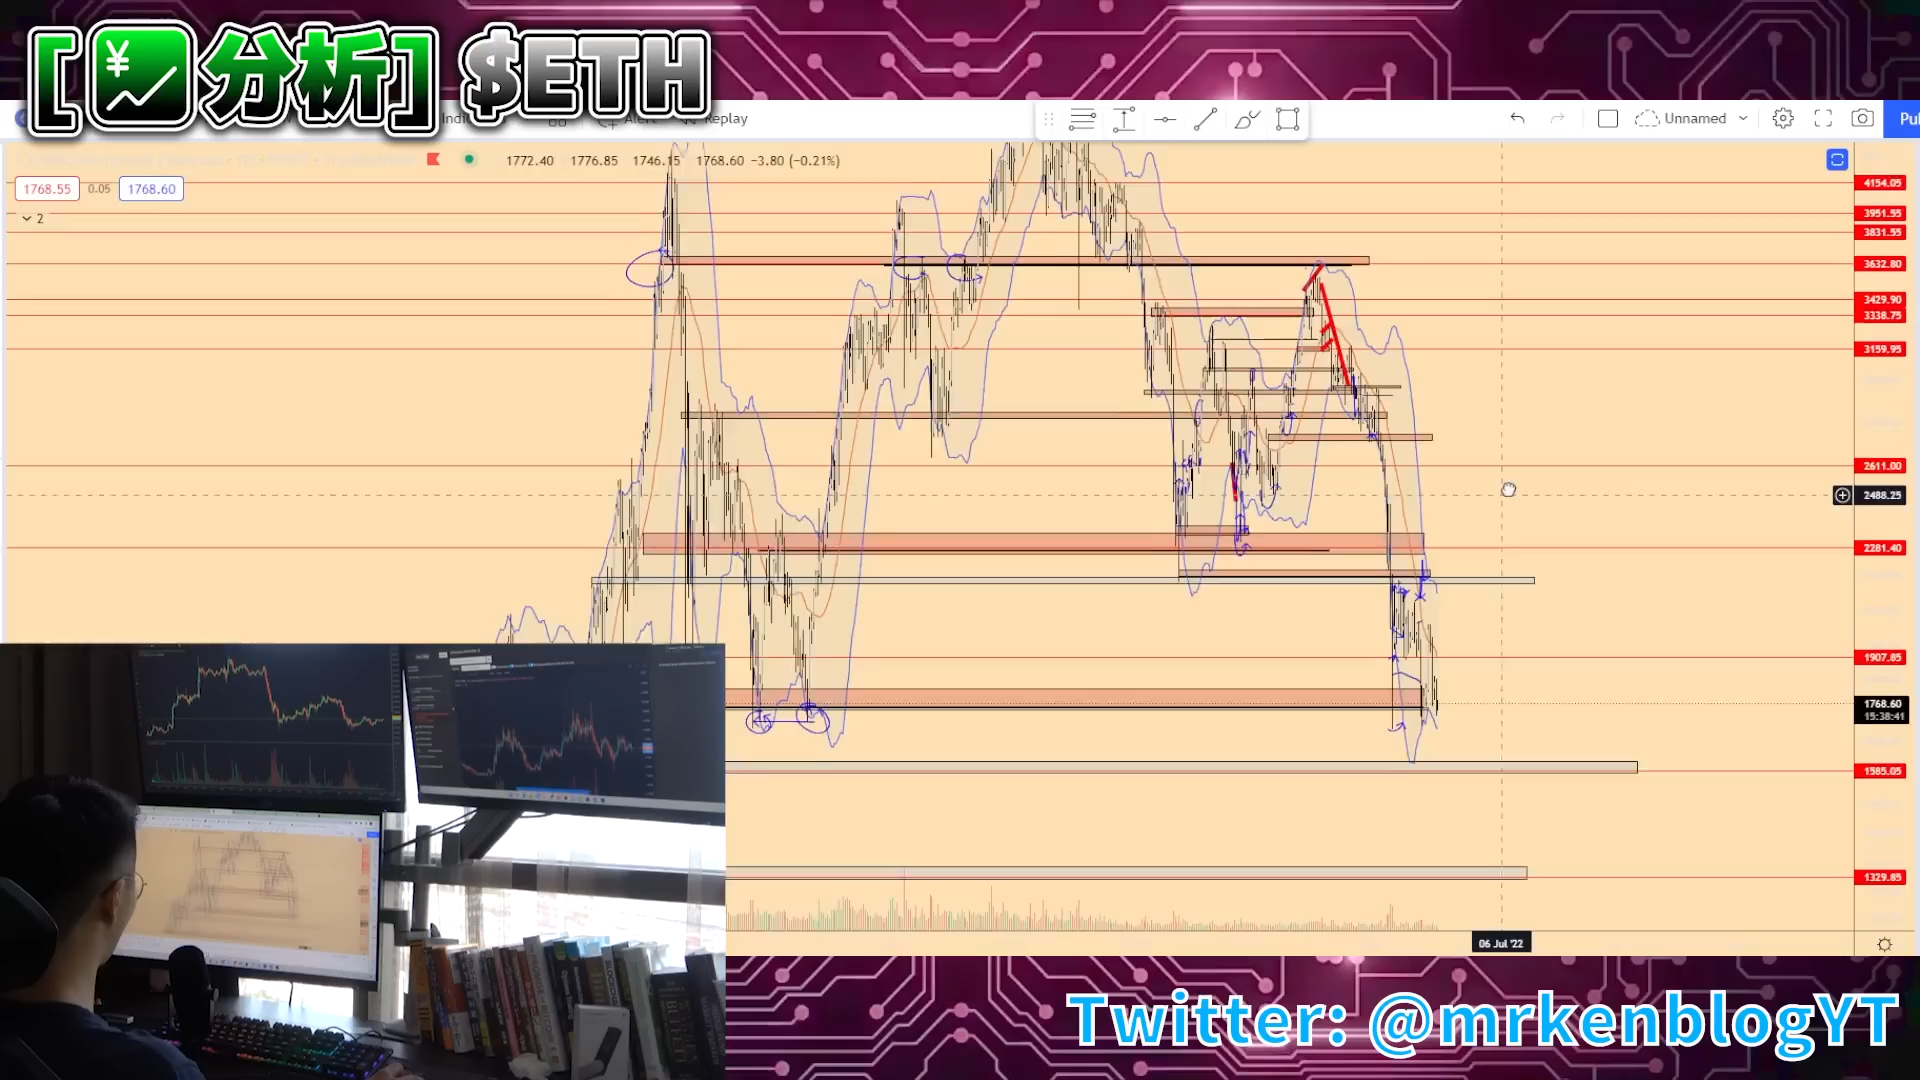 [¥分析] $ETH
Indi
Alert
Replay
Unnamed
Pul
1772.40 1776.85 1746.15 1768.60 −3.80 (−0.21%)
1768.55 0.05 1768.60
2
4154.05
3951.55
3831.55
3632.80
3429.90
3338.75
3159.95
2611.00
2488.25
2281.40
1907.85
1768.60
15:38:41
1585.05
1329.85
06 Jul '22
Twitter: @mrkenblogYT